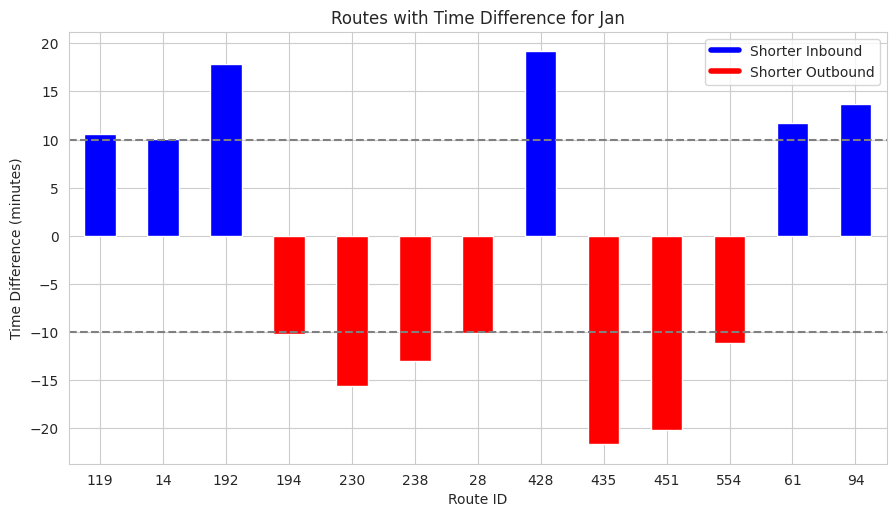 Routes with Time Difference for Jan
Shorter Inbound
Shorter Outbound
Time Difference (minutes)
20
15
10
5
0
−5
−10
−15
−20
119 14 192 194 230 238 28 428 435 451 554 61 94
Route ID